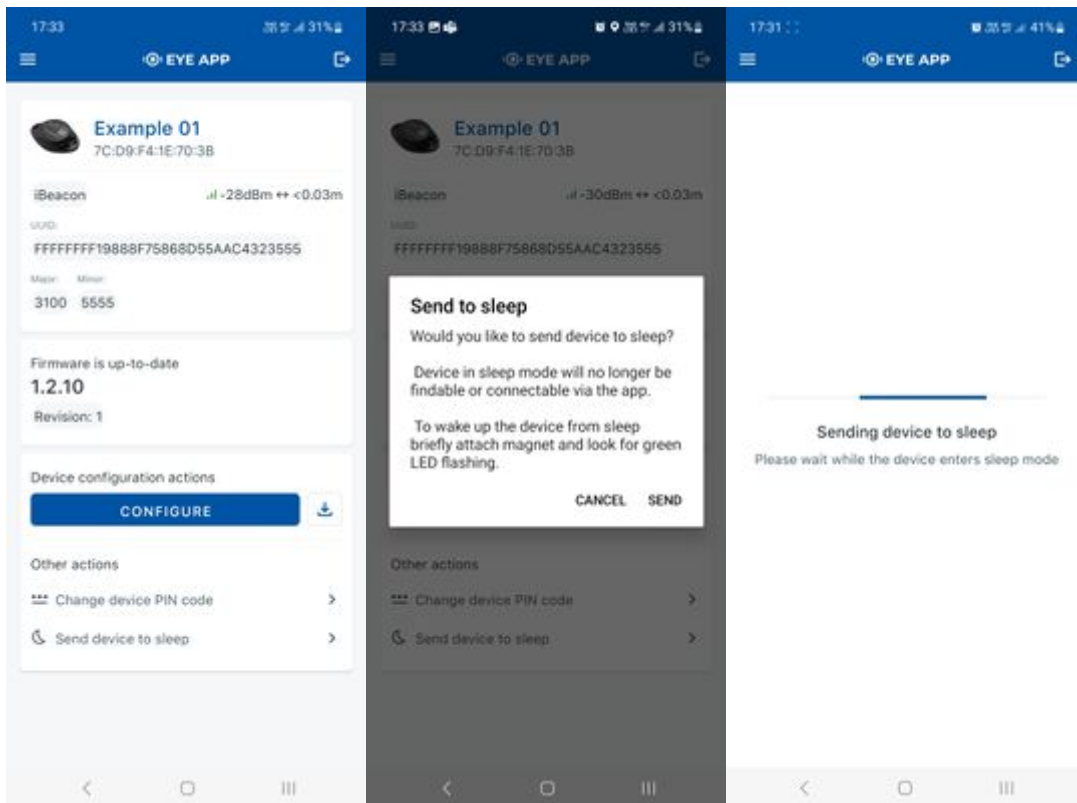 17:33
31%
EYE APP
Example 01
7C:D9:F4:1E:70:3B
iBeacon
-28dBm ↔ <0.03m
UUID:
FFFFFFFF19888F75868D55AAC4323555
Major: Minor:
3100 5555
Firmware is up-to-date
1.2.10
Revision: 1
Device configuration actions
CONFIGURE
Other actions
Change device PIN code
Send device to sleep
17:33
31%
EYE APP
Example 01
7C:D9:F4:1E:70:3B
iBeacon
-30dBm ↔ <0.03m
UUID:
FFFFFFFF19888F75868D55AAC4323555
Send to sleep
Would you like to send device to sleep?
Device in sleep mode will no longer be
findable or connectable via the app.
To wake up the device from sleep
briefly attach magnet and look for green
LED flashing.
CANCEL SEND
Other actions
Change device PIN code
Send device to sleep
17:31
41%
EYE APP
Sending device to sleep
Please wait while the device enters sleep mode